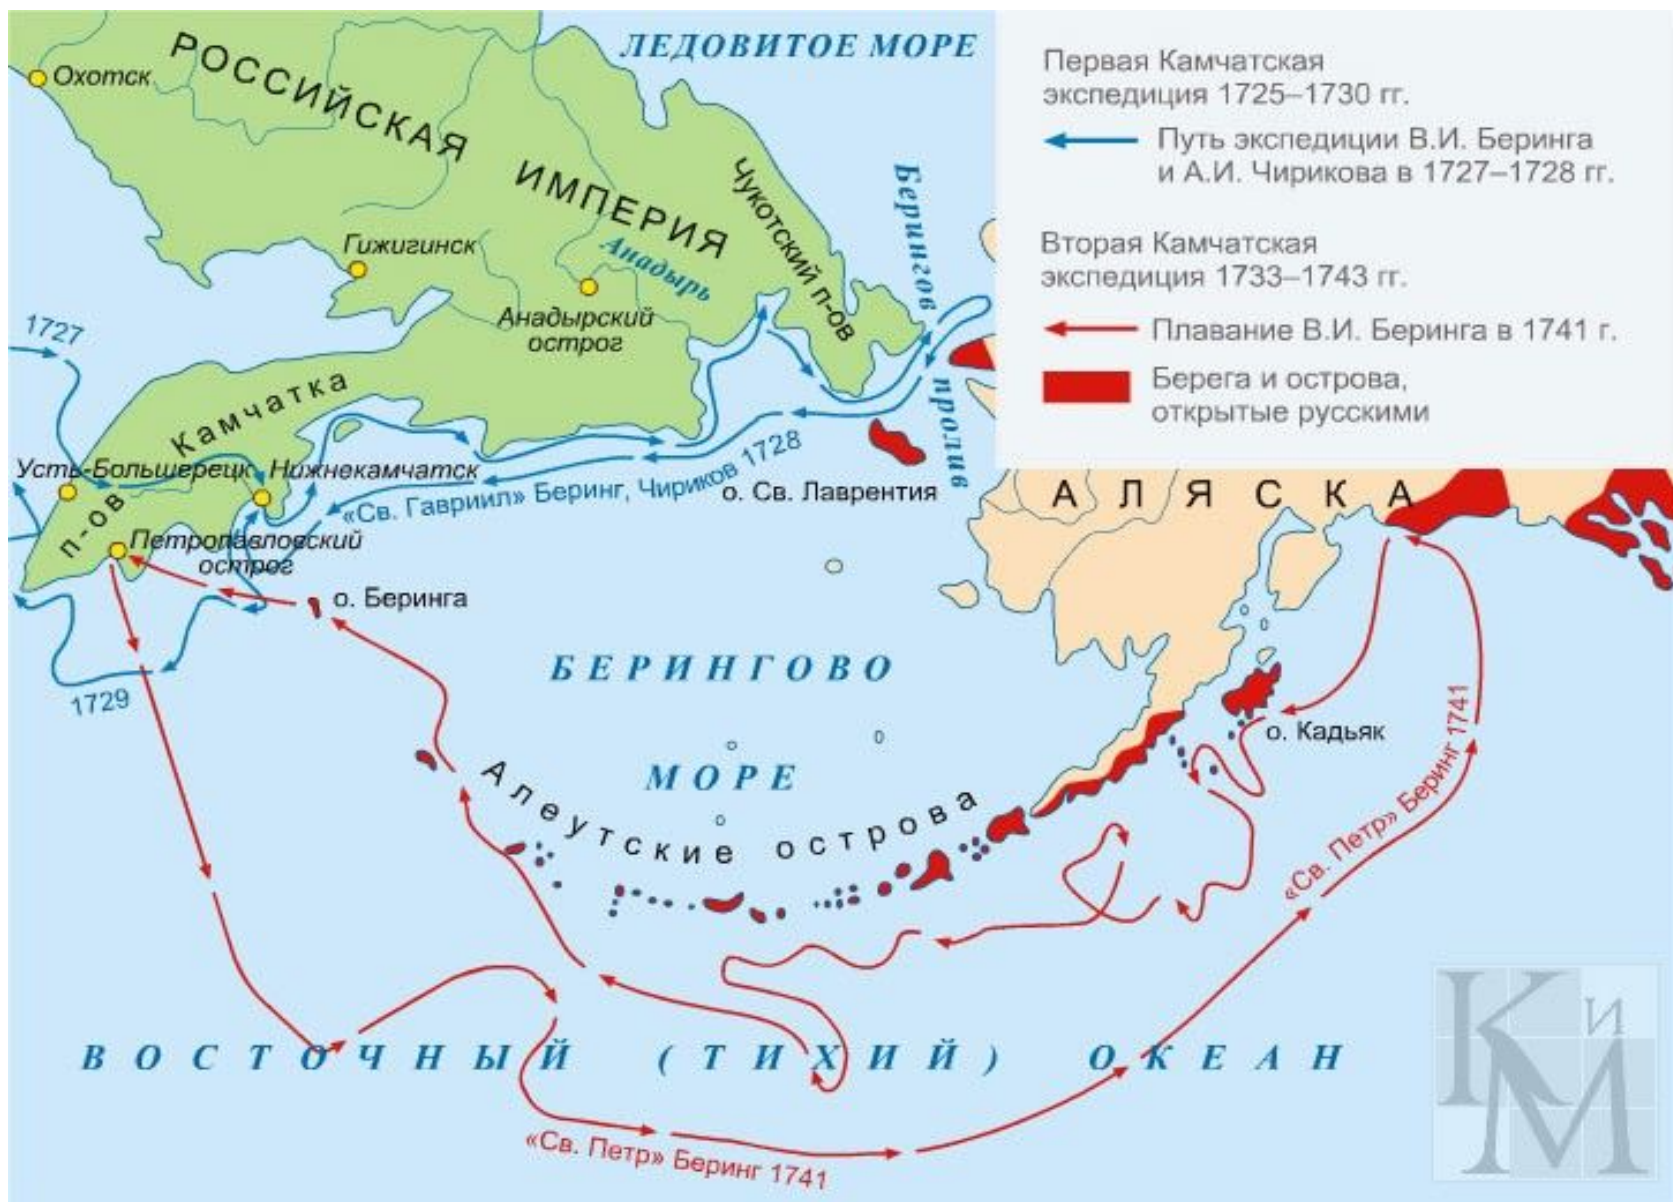 ЛЕДОВИТОЕ МОРЕ
Охотск
РОССИЙСКАЯ ИМПЕРИЯ
Чукотский п-ов
Берингов пролив
Гижигинск
Анадырь
Анадырский
острог
1727
п-ов Камчатка
Усть-Большерецк
Нижнекамчатск
«Св. Гавриил» Беринг, Чириков 1728
о. Св. Лаврентия
Петропавловский
острог
о. Беринга
1729
АЛЯСКА
БЕРИНГОВО
МОРЕ
Алеутские острова
о. Кадьяк
«Св. Петр» Беринг 1741
ВОСТОЧНЫЙ (ТИХИЙ) ОКЕАН
«Св. Петр» Беринг 1741
Первая Камчатская
экспедиция 1725–1730 гг.
Путь экспедиции В.И. Беринга
и А.И. Чирикова в 1727–1728 гг.
Вторая Камчатская
экспедиция 1733–1743 гг.
Плавание В.И. Беринга в 1741 г.
Берега и острова,
открытые русскими
К И М